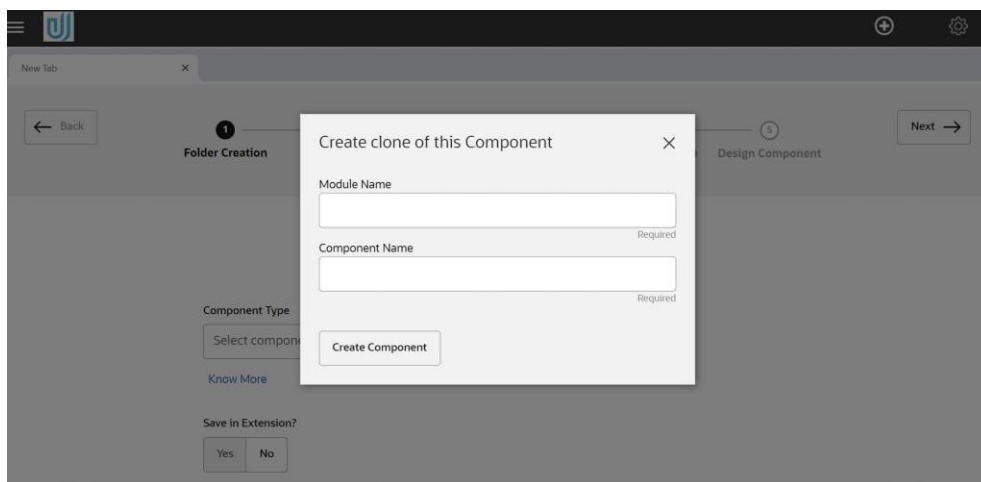 New Tab ×
← Back
1
Folder Creation
5
Design Component
Next →
Create clone of this Component
Module Name
Required
Component Name
Required
Create Component
Component Type
Select compon
Know More
Save in Extension?
Yes No